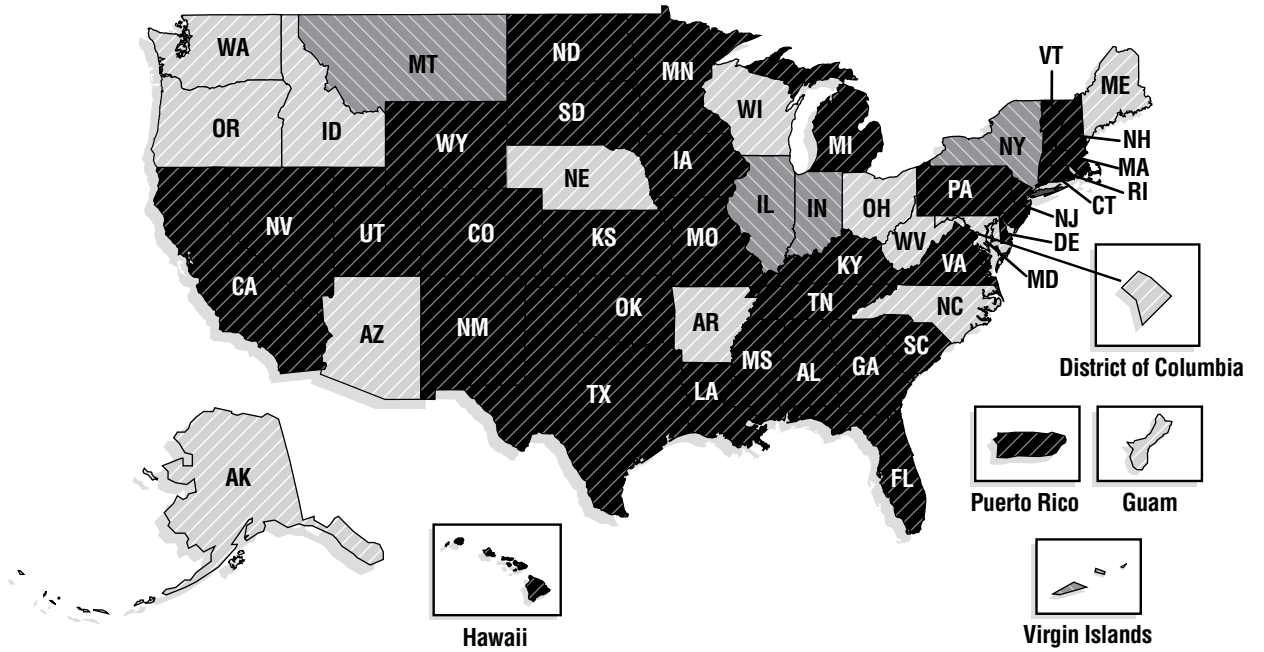 VT
WA
MT
ND
MN
ME
OR
ID
SD
WI
WY
MI
NY
NH
MA
RI
IA
NE
PA
CT
NV
UT
CO
KS
MO
IL
IN
OH
NJ
WV
DE
KY
VA
MD
CA
OK
TN
NC
AZ
NM
AR
SC
MS
AL
GA
TX
LA
District of Columbia
AK
FL
Puerto Rico
Guam
Hawaii
Virgin Islands